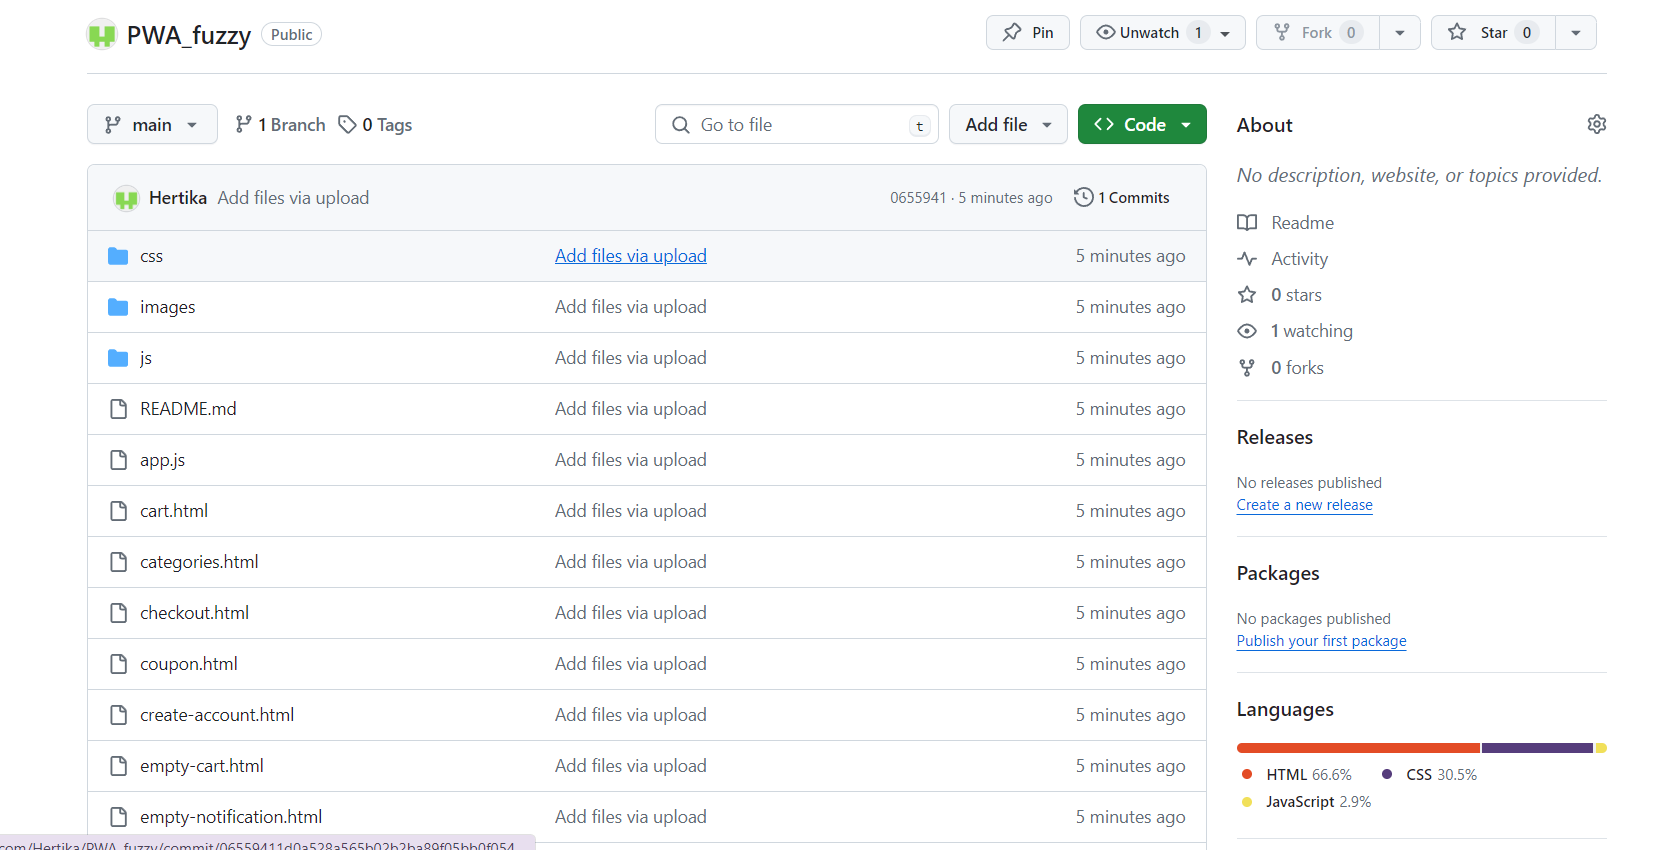 PWA_fuzzy Public Pin Unwatch 1 Fork 0 Star 0
main 1 Branch 0 Tags Go to file t Add file Code
Hertika Add files via upload 0655941 · 5 minutes ago 1 Commits
css Add files via upload 5 minutes ago
images Add files via upload 5 minutes ago
js Add files via upload 5 minutes ago
README.md Add files via upload 5 minutes ago
app.js Add files via upload 5 minutes ago
cart.html Add files via upload 5 minutes ago
categories.html Add files via upload 5 minutes ago
checkout.html Add files via upload 5 minutes ago
coupon.html Add files via upload 5 minutes ago
create-account.html Add files via upload 5 minutes ago
empty-cart.html Add files via upload 5 minutes ago
empty-notification.html Add files via upload 5 minutes ago
About
No description, website, or topics provided.
Readme
Activity
0 stars
1 watching
0 forks
Releases
No releases published
Create a new release
Packages
No packages published
Publish your first package
Languages
HTML 66.6% CSS 30.5%
JavaScript 2.9%